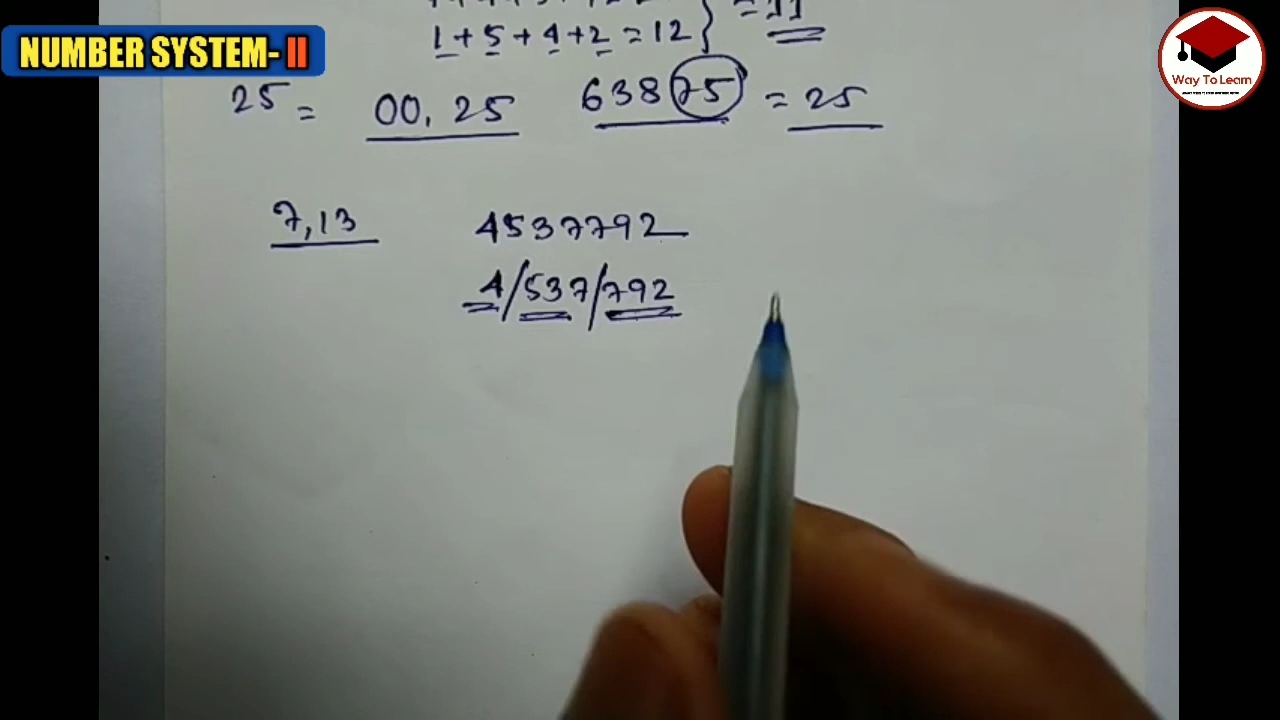 NUMBER SYSTEM-II
1+5+4+2=12} = 11
25 = 00, 25 63875 = 25
7,13 4537792
4/537/792
Way To Learn